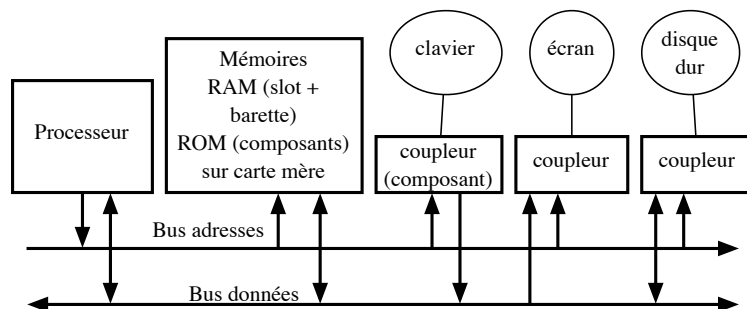 Processeur
Mémoires
RAM (slot +
barette)
ROM (composants)
sur carte mère
clavier
écran
disque
dur
coupleur
(composant)
coupleur
coupleur
Bus adresses
Bus données